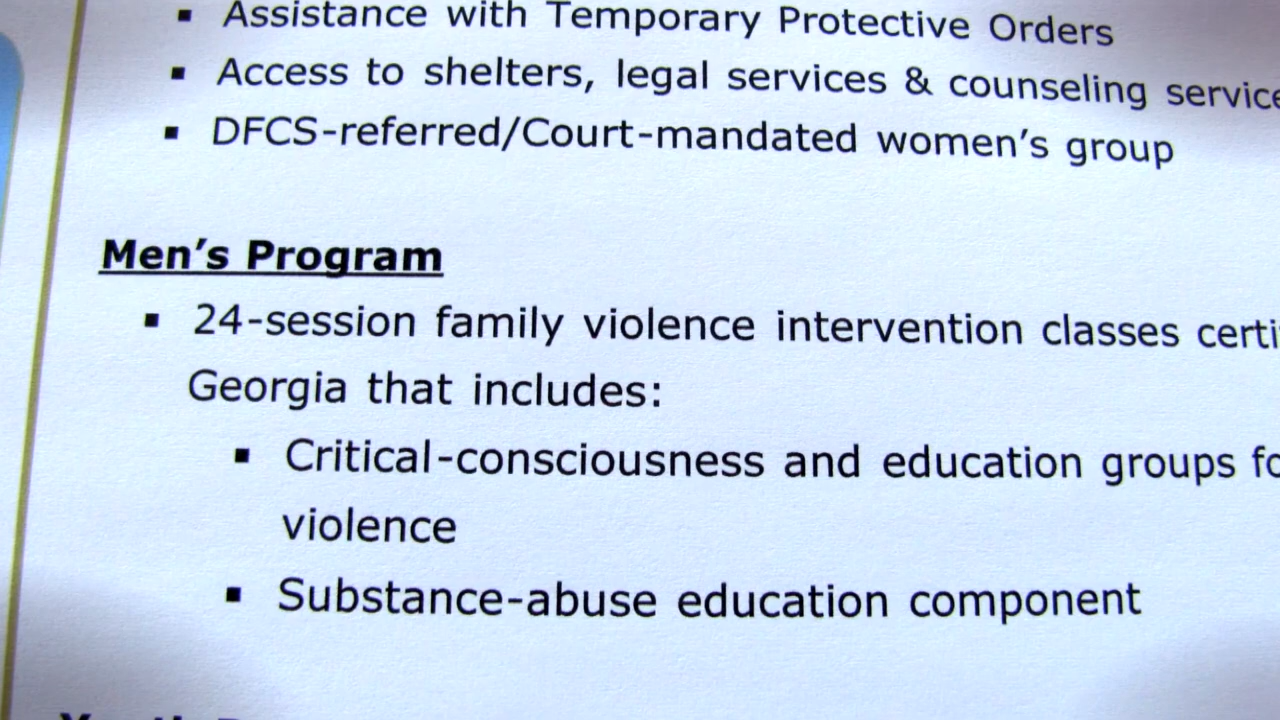 ▪ Assistance with Temporary Protective Orders
▪ Access to shelters, legal services & counseling
▪ DFCS-referred/Court-mandated women's group
Men's Program
▪ 24-session family violence intervention classes
Georgia that includes:
▪ Critical-consciousness and education groups
violence
▪ Substance-abuse education component